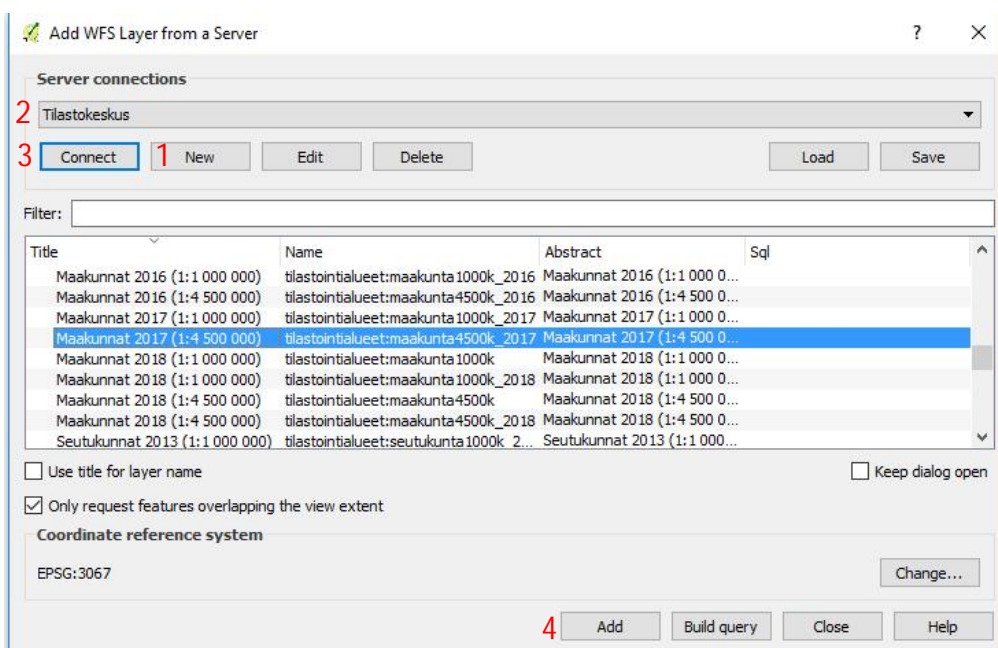 Add WFS Layer from a Server ?
Server connections
2 Tilastokeskus
3 Connect 1 New Edit Delete Load Save
Filter:
Title Name Abstract Sql
Maakunnat 2016 (1:1 000 000) tilastointialueet:maakunta1000k_2016 Maakunnat 2016 (1:1 000 0...
Maakunnat 2016 (1:4 500 000) tilastointialueet:maakunta4500k_2016 Maakunnat 2016 (1:4 500 0...
Maakunnat 2017 (1:1 000 000) tilastointialueet:maakunta1000k_2017 Maakunnat 2017 (1:1 000 0...
Maakunnat 2017 (1:4 500 000) tilastointialueet:maakunta4500k_2017 Maakunnat 2017 (1:4 500 0...
Maakunnat 2018 (1:1 000 000) tilastointialueet:maakunta1000k Maakunnat 2018 (1:1 000 0...
Maakunnat 2018 (1:1 000 000) tilastointialueet:maakunta1000k_2018 Maakunnat 2018 (1:1 000 0...
Maakunnat 2018 (1:4 500 000) tilastointialueet:maakunta4500k Maakunnat 2018 (1:4 500 0...
Maakunnat 2018 (1:4 500 000) tilastointialueet:maakunta4500k_2018 Maakunnat 2018 (1:4 500 0...
Seutukunnat 2013 (1:1 000 000) tilastointialueet:seutukunta1000k_2... Seutukunnat 2013 (1:1 000...
Use title for layer name Keep dialog open
Only request features overlapping the view extent
Coordinate reference system
EPSG:3067 Change...
4 Add Build query Close Help